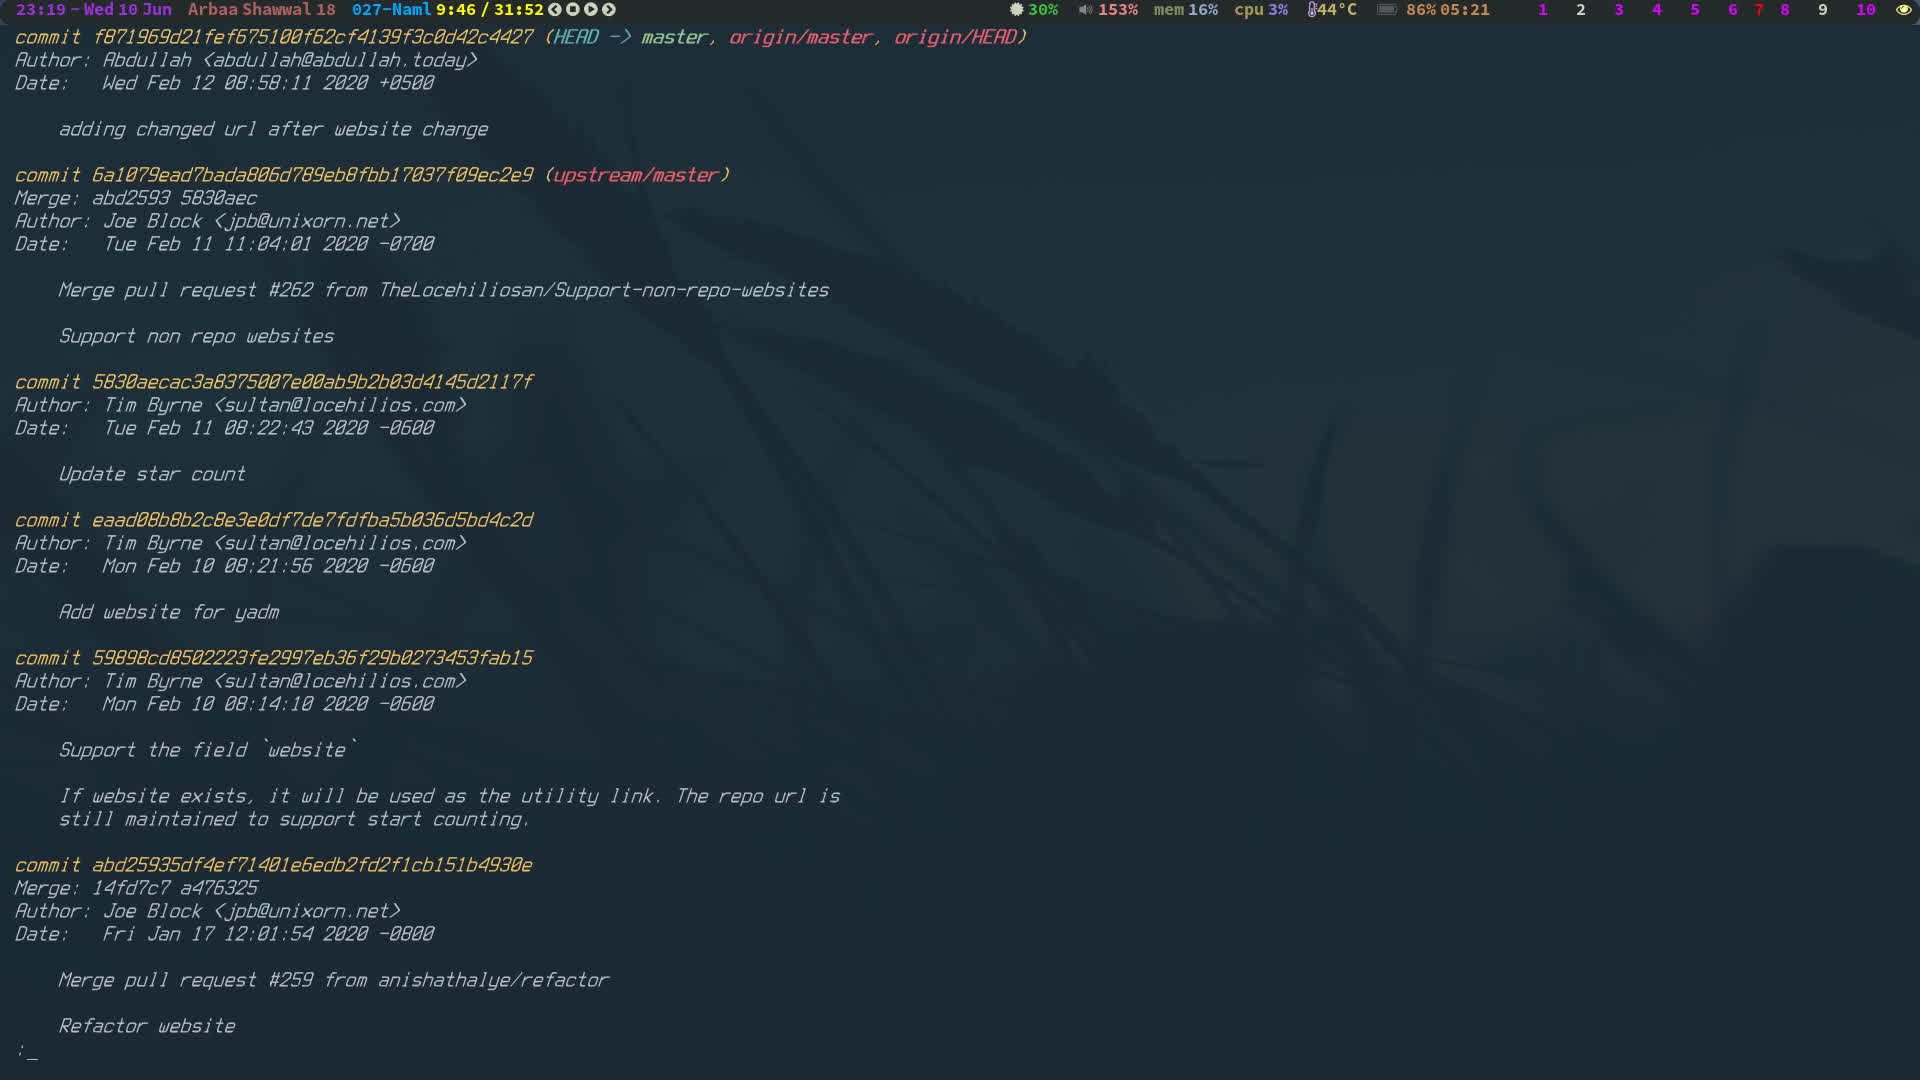 23:19 - Wed 10 Jun Arbaa Shawwal 18 027-Naml 9:46 / 31:52 30% 153% mem 16% cpu 3% 44°C 86% 05:21 1 2 3 4 5 6 7 8 9 10
commit f871969d21fef675100f62cf4139f3c0d42c4427 (HEAD -> master, origin/master, origin/HEAD)
Author: Abdullah <abdullah@abdullah.today>
Date:   Wed Feb 12 08:58:11 2020 +0500
adding changed url after website change
commit 6a1079ead7bada806d789eb8fbb17037f09ec2e9 (upstream/master)
Merge: abd2593 5830aec
Author: Joe Block <jpb@unixorn.net>
Date:   Tue Feb 11 11:04:01 2020 -0700
Merge pull request #262 from TheLocehiliosan/Support-non-repo-websites
Support non repo websites
commit 5830aecac3a8375007e00ab9b2b03d4145d2117f
Author: Tim Byrne <sultan@locehilios.com>
Date:   Tue Feb 11 08:22:43 2020 -0600
Update star count
commit eaad08b8b2c8e3e0df7de7fdfba5b036d5bd4c2d
Author: Tim Byrne <sultan@locehilios.com>
Date:   Mon Feb 10 08:21:56 2020 -0600
Add website for yadm
commit 59898cd8502223fe2997eb36f29b0273453fab15
Author: Tim Byrne <sultan@locehilios.com>
Date:   Mon Feb 10 08:14:10 2020 -0600
Support the field `website`
If website exists, it will be used as the utility link. The repo url is
still maintained to support start counting.
commit abd25935df4ef71401e6edb2fd2f1cb151b4930e
Merge: 14fd7c7 a476325
Author: Joe Block <jpb@unixorn.net>
Date:   Fri Jan 17 12:01:54 2020 -0800
Merge pull request #259 from anishathalye/refactor
Refactor website
:_